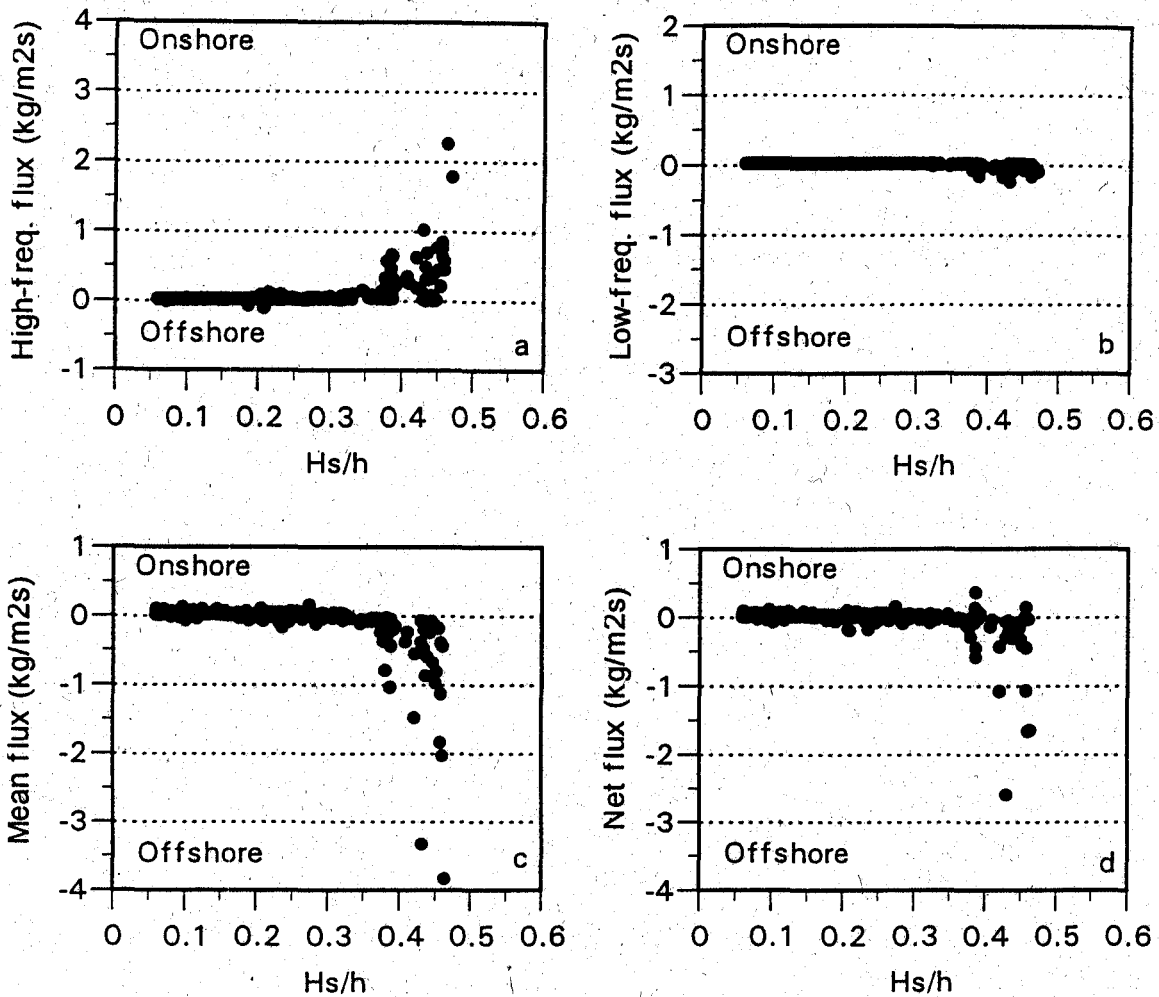 High-freq. flux (kg/m2s)
4
3
2
1
0
-1
Onshore
Offshore
a
0 0.1 0.2 0.3 0.4 0.5 0.6
Hs/h
Low-freq. flux (kg/m2s)
2
1
0
-1
-2
-3
Onshore
Offshore
b
0 0.1 0.2 0.3 0.4 0.5 0.6
Hs/h
Mean flux (kg/m2s)
1
0
-1
-2
-3
-4
Onshore
Offshore
c
0 0.1 0.2 0.3 0.4 0.5 0.6
Hs/h
Net flux (kg/m2s)
1
0
-1
-2
-3
-4
Onshore
Offshore
d
0 0.1 0.2 0.3 0.4 0.5 0.6
Hs/h